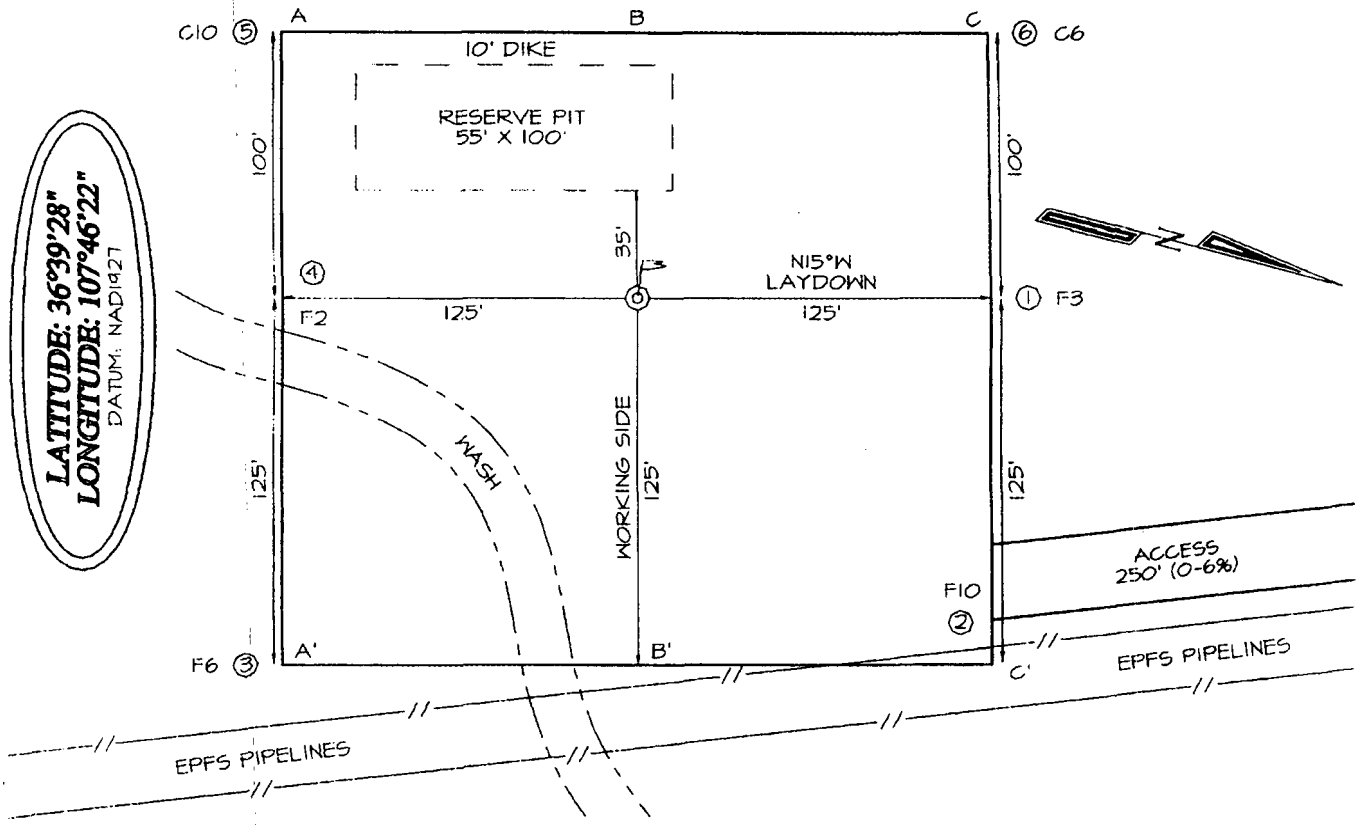 A
B
C
C10 ⑤
⑥ C6
10' DIKE
RESERVE PIT
55' X 100'
100'
100'
LATITUDE: 36°39'28"
LONGITUDE: 107°46'22"
DATUM: NAD1927
N
35'
④
N15°W
LAYDOWN
F2
125'
125'
① F3
WASH
WORKING SIDE
125'
125'
125'
ACCESS
250' (0-6%)
F10
②
F6 ③
A'
B'
C'
EPFS PIPELINES
EPFS PIPELINES